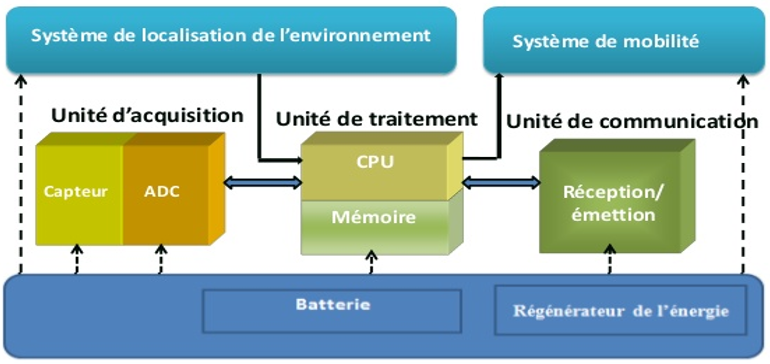 Système de localisation de l'environnement
Système de mobilité
Unité d'acquisition
Unité de traitement
Unité de communication
Capteur
ADC
CPU
Mémoire
Réception/
émettion
Batterie
Régénérateur de l'énergie